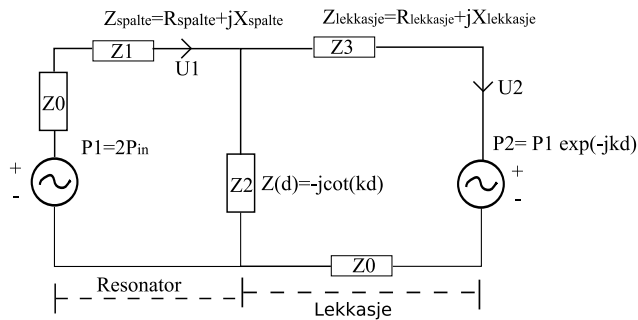 Zspalte=Rspalte+jXspalte
Zlekkasje=Rlekkasje+jXlekkasje
Z1
Z3
U1
Z0
U2
P1=2Pin
P2= P1 exp(-jkd)
+
-
Z2
Z(d)=-jcot(kd)
+
-
Z0
Resonator
Lekkasje